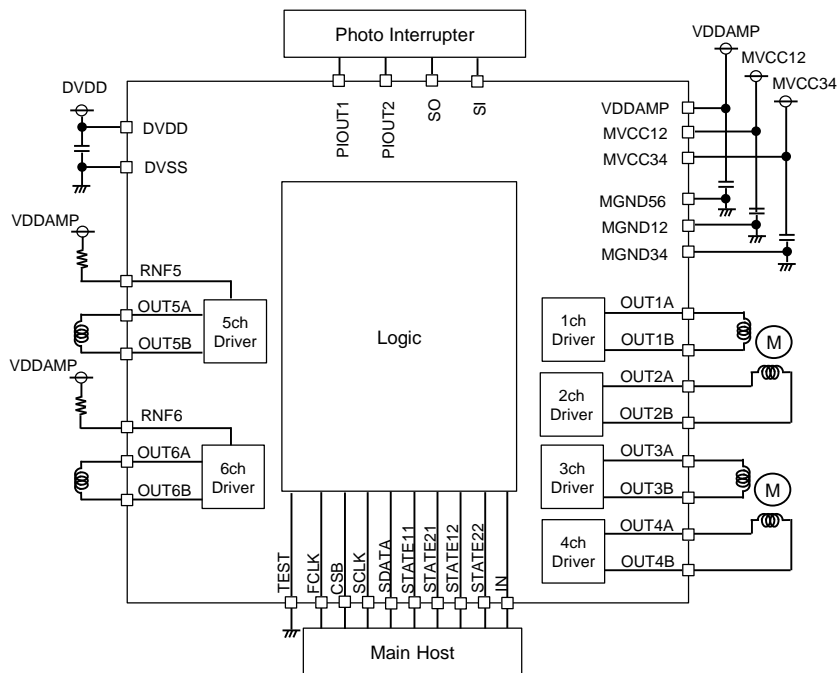 Photo Interrupter
VDDAMP
MVCC12
MVCC34
DVDD
PIOUT1
PIOUT2
SO
SI
DVDD
DVSS
VDDAMP
MVCC12
MVCC34
MGND56
MGND12
MGND34
VDDAMP
RNF5
OUT5A
OUT5B
5ch
Driver
VDDAMP
RNF6
OUT6A
OUT6B
6ch
Driver
Logic
1ch
Driver
OUT1A
OUT1B
M
2ch
Driver
OUT2A
OUT2B
3ch
Driver
OUT3A
OUT3B
M
4ch
Driver
OUT4A
OUT4B
TEST
FCLK
CSB
SCLK
SDATA
STATE11
STATE21
STATE12
STATE22
IN
Main Host